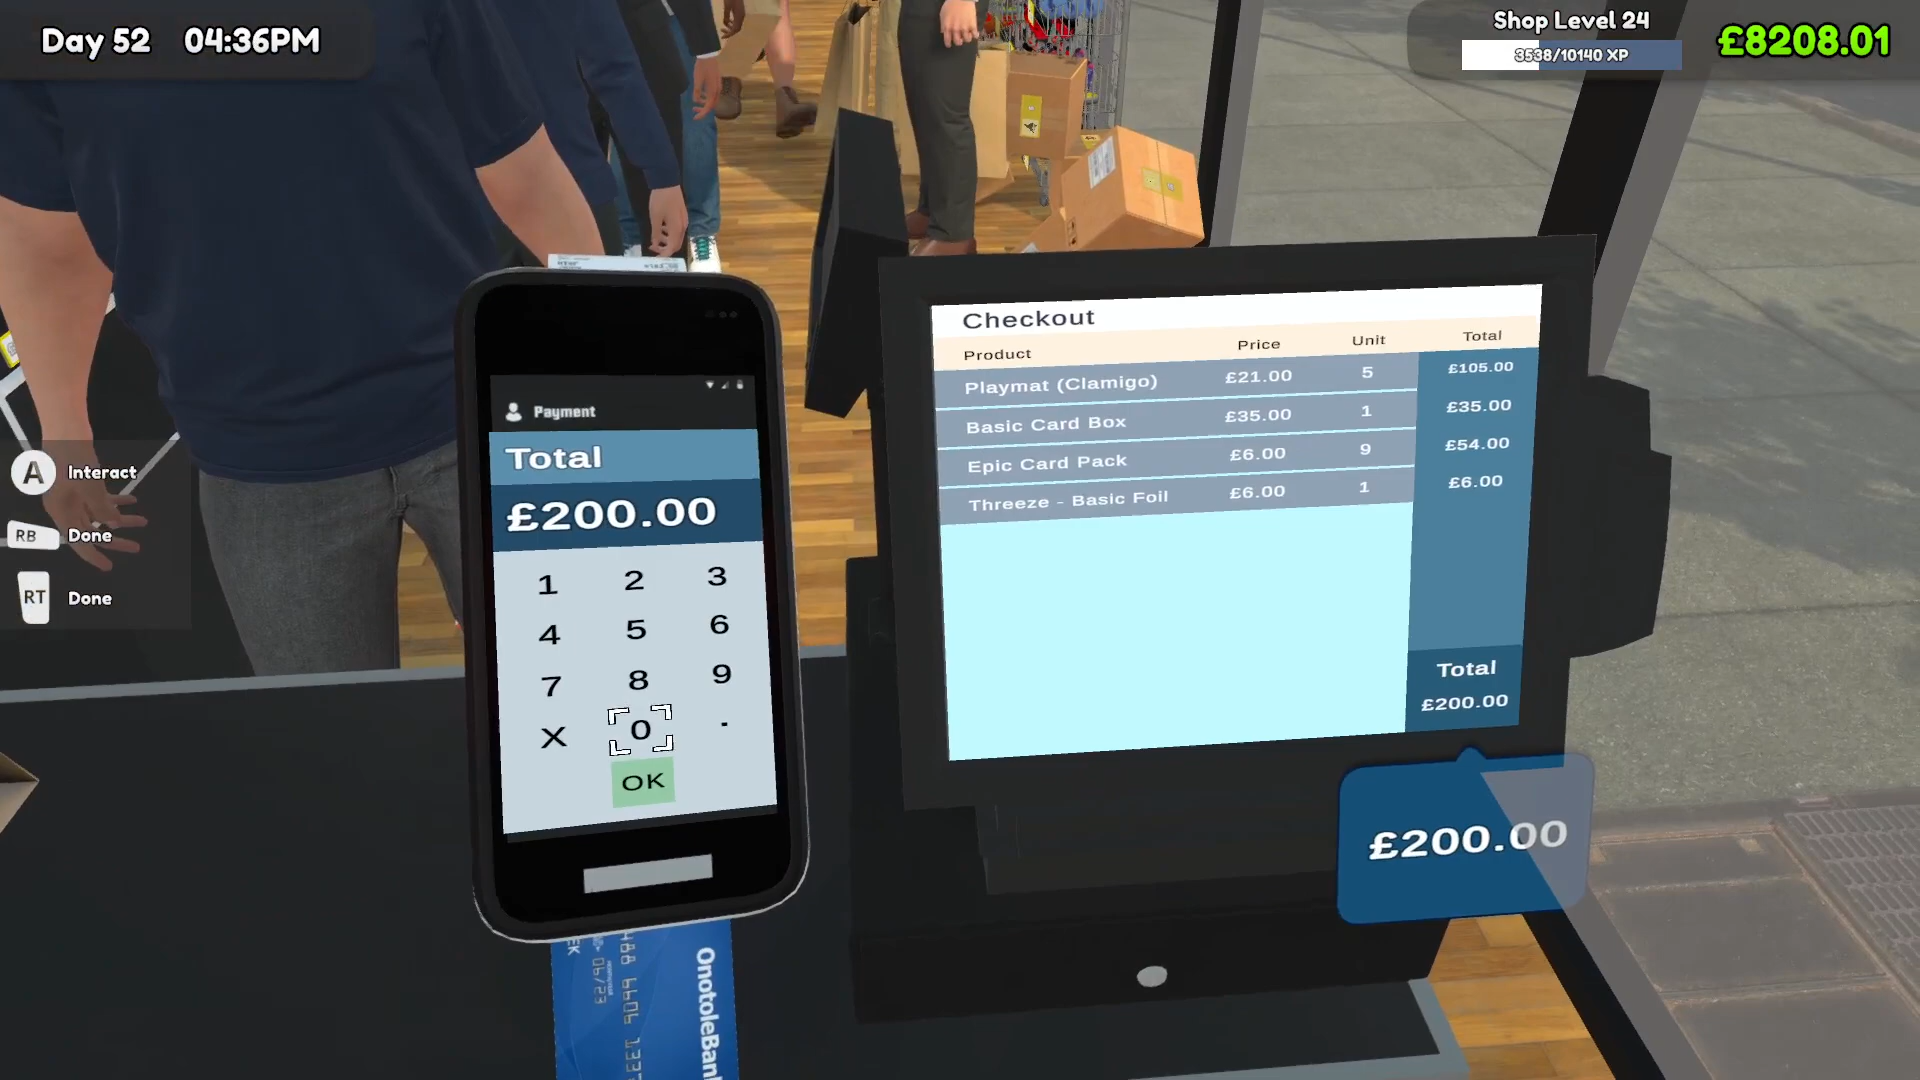 Day 52 04:36PM
Shop Level 24
3538/10140 XP
£8208.01
A Interact
RB Done
RT Done
Payment
Total
£200.00
1 2 3
4 5 6
7 8 9
X 0 .
OK
OnotoleBank
Checkout
Product Price Unit Total
Playmat (Clamigo) £21.00 5 £105.00
Basic Card Box £35.00 1 £35.00
Epic Card Pack £6.00 9 £54.00
Threeze - Basic Foil £6.00 1 £6.00
Total
£200.00
£200.00